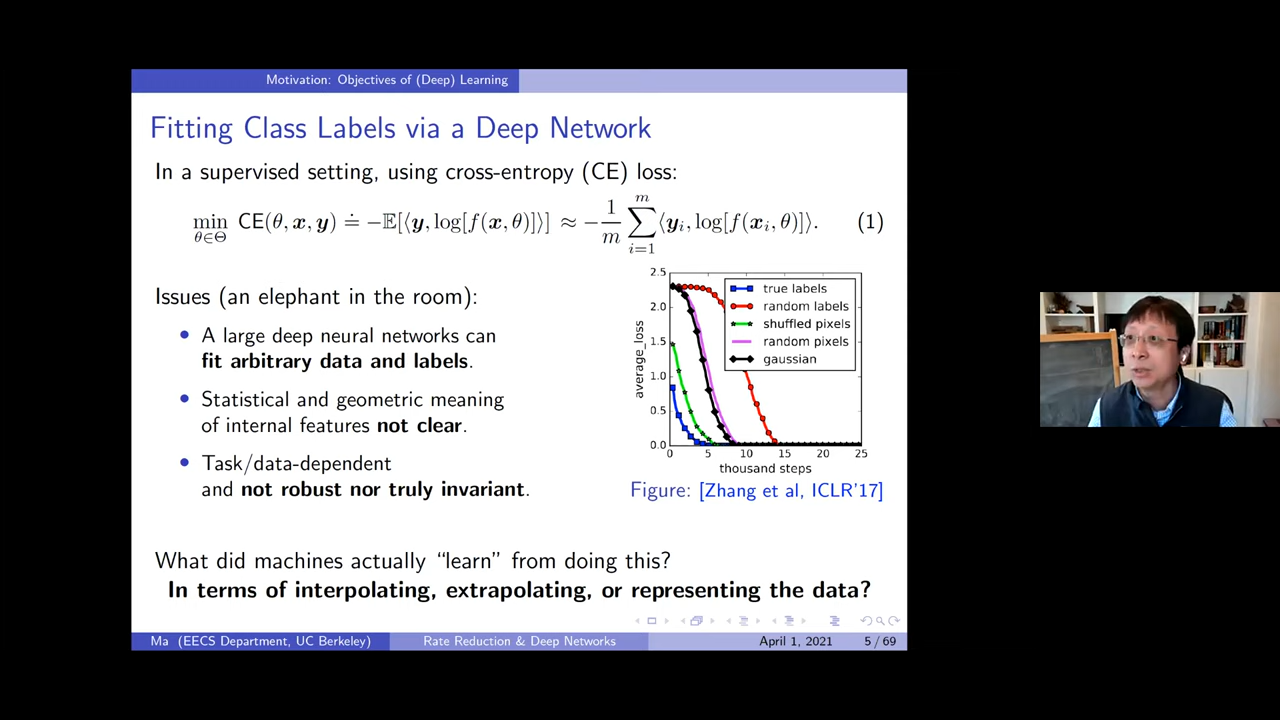 Motivation: Objectives of (Deep) Learning
Fitting Class Labels via a Deep Network
In a supervised setting, using cross-entropy (CE) loss:
min θ∈Θ CE(θ, x, y) ≐ −𝔼[⟨y, log[f(x, θ)]⟩] ≈ −1/m ∑_{i=1}^{m} ⟨y_i, log[f(x_i, θ)]⟩. (1)
Issues (an elephant in the room):
• A large deep neural networks can
fit arbitrary data and labels.
• Statistical and geometric meaning
of internal features not clear.
• Task/data-dependent
and not robust nor truly invariant.
2.5
2.0
1.5
1.0
0.5
0.0
average_loss
true labels
random labels
shuffled pixels
random pixels
gaussian
0 5 10 15 20 25
thousand steps
Figure: [Zhang et al, ICLR'17]
What did machines actually “learn” from doing this?
In terms of interpolating, extrapolating, or representing the data?
Ma (EECS Department, UC Berkeley) Rate Reduction & Deep Networks April 1, 2021 5 / 69